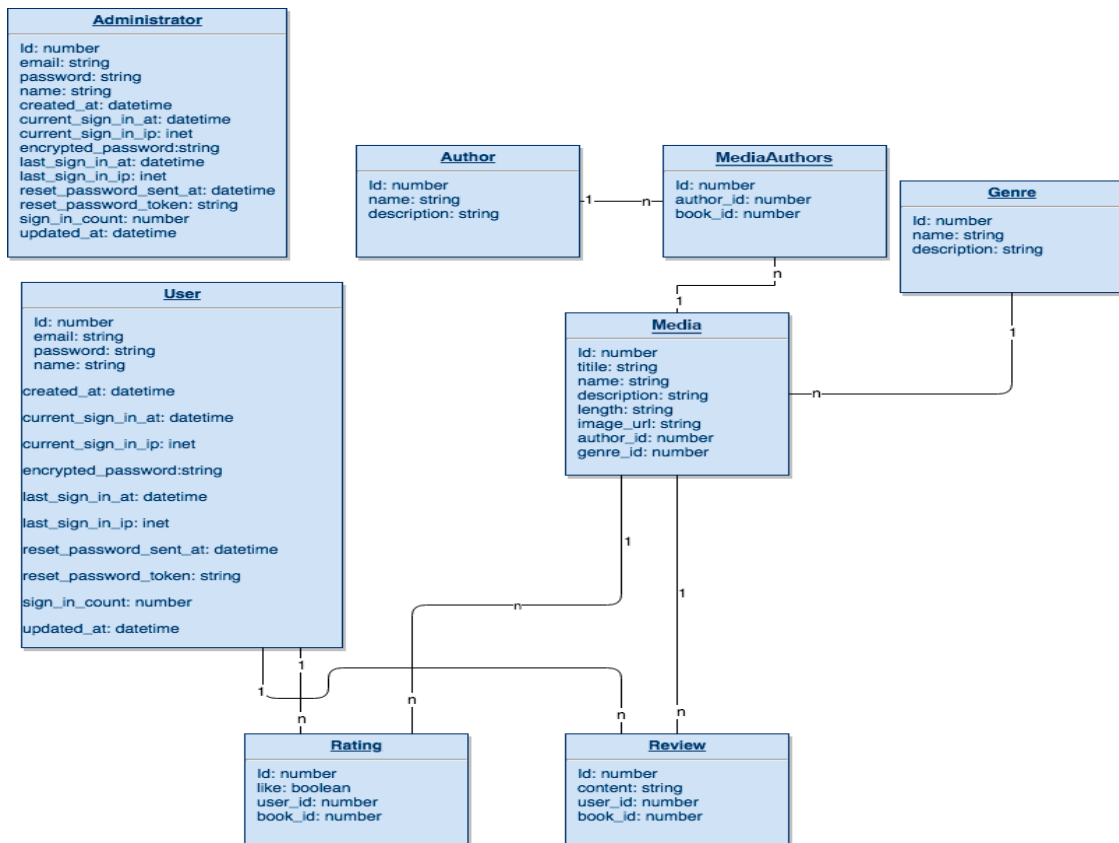 Administrator
Id: number
email: string
password: string
name: string
created_at: datetime
current_sign_in_at: datetime
current_sign_in_ip: inet
encrypted_password:string
last_sign_in_at: datetime
last_sign_in_ip: inet
reset_password_sent_at: datetime
reset_password_token: string
sign_in_count: number
updated_at: datetime
Author
Id: number
name: string
description: string
1
n
MediaAuthors
Id: number
author_id: number
book_id: number
n
1
Genre
Id: number
name: string
description: string
1
n
User
Id: number
email: string
password: string
name: string
created_at: datetime
current_sign_in_at: datetime
current_sign_in_ip: inet
encrypted_password:string
last_sign_in_at: datetime
last_sign_in_ip: inet
reset_password_sent_at: datetime
reset_password_token: string
sign_in_count: number
updated_at: datetime
Media
Id: number
titile: string
name: string
description: string
length: string
image_url: string
author_id: number
genre_id: number
1
n
1
1
1
n
n
n
n
Rating
Id: number
like: boolean
user_id: number
book_id: number
Review
Id: number
content: string
user_id: number
book_id: number